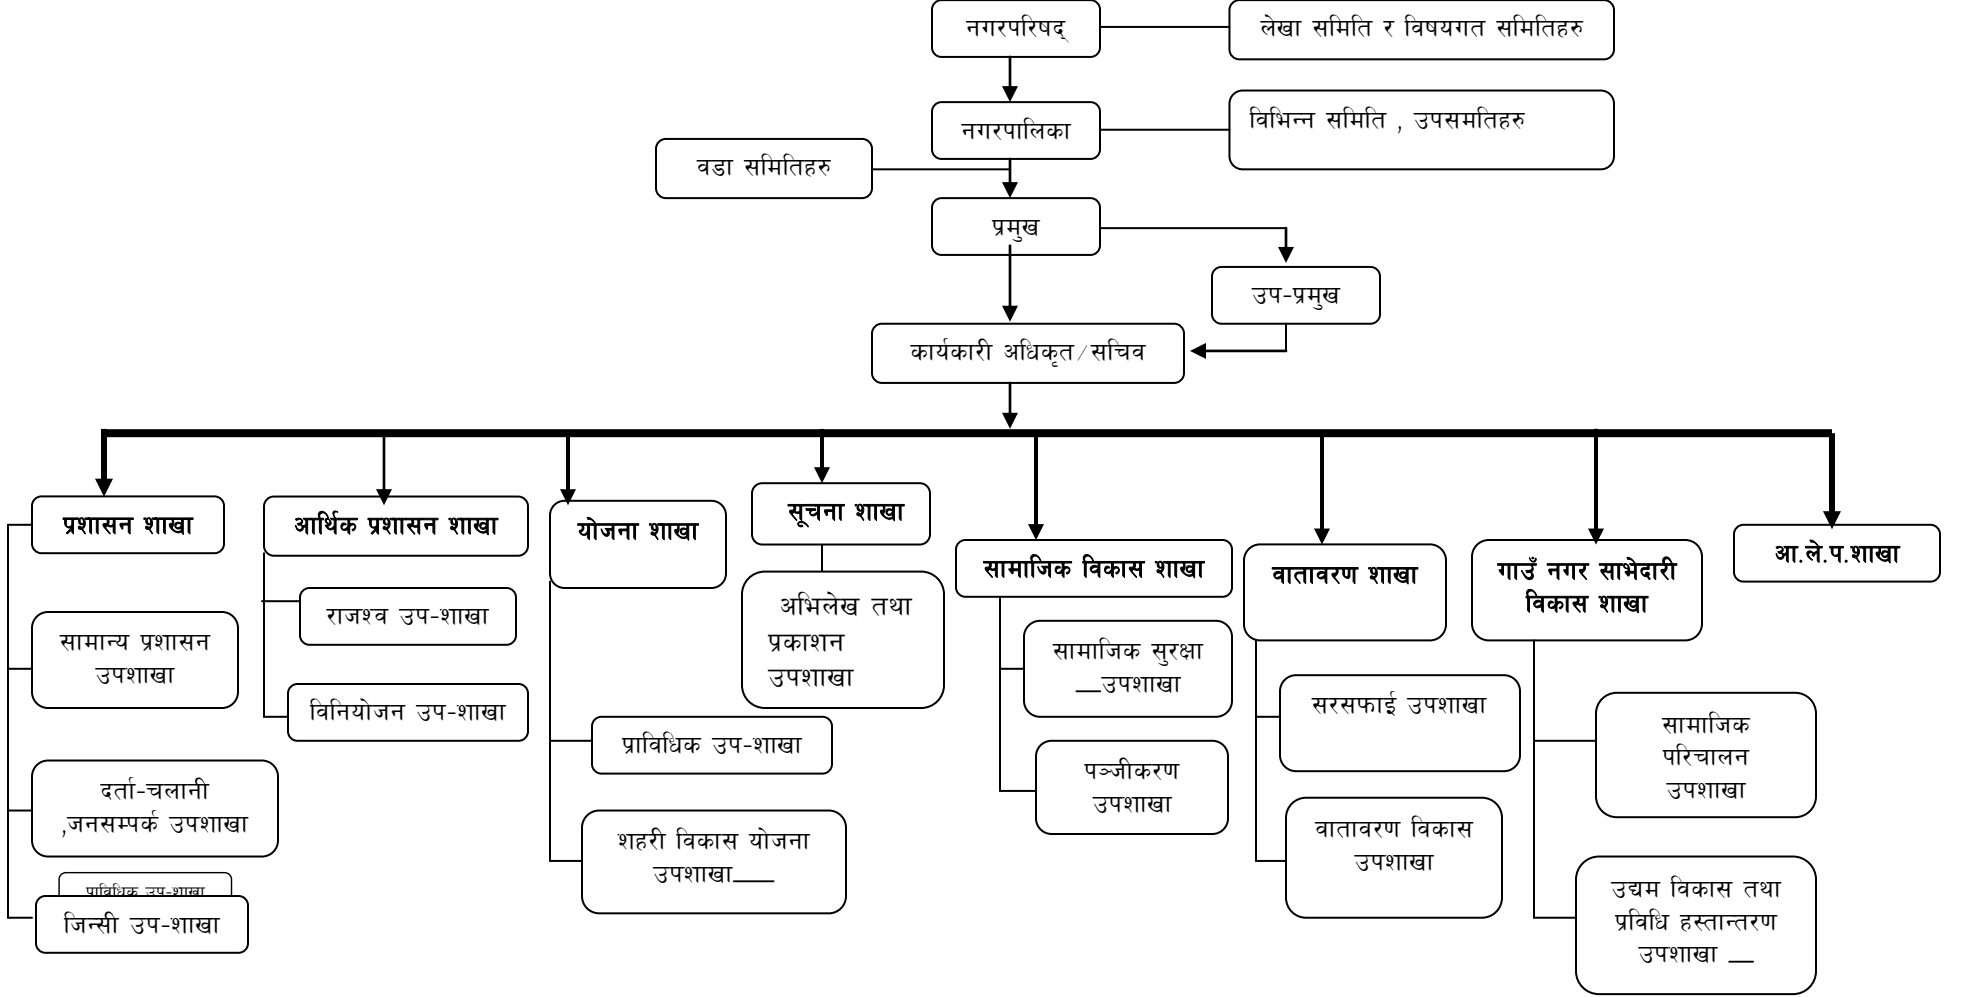 नगरपरिषद्
लेखा समिति र विषयगत समितिहरु
नगरपालिका
विभिन्न समिति , उपसमतिहरु
वडा समितिहरु
प्रमुख
उप-प्रमुख
कार्यकारी अधिकृत/सचिव
प्रशासन शाखा
सामान्य प्रशासन
उपशाखा
दर्ता-चलानी
,जनसम्पर्क उपशाखा
प्राविधिक उप-शाखा
जिन्सी उप-शाखा
आर्थिक प्रशासन शाखा
राजश्व उप-शाखा
विनियोजन उप-शाखा
योजना शाखा
प्राविधिक उप-शाखा
शहरी विकास योजना
उपशाखा
सूचना शाखा
अभिलेख तथा
प्रकाशन
उपशाखा
सामाजिक विकास शाखा
सामाजिक सुरक्षा
उपशाखा
पञ्जीकरण
उपशाखा
वातावरण शाखा
सरसफाई उपशाखा
वातावरण विकास
उपशाखा
गाउँ नगर साभेदारी
विकास शाखा
सामाजिक
परिचालन
उपशाखा
उद्यम विकास तथा
प्रविधि हस्तान्तरण
उपशाखा
आ.ले.प.शाखा